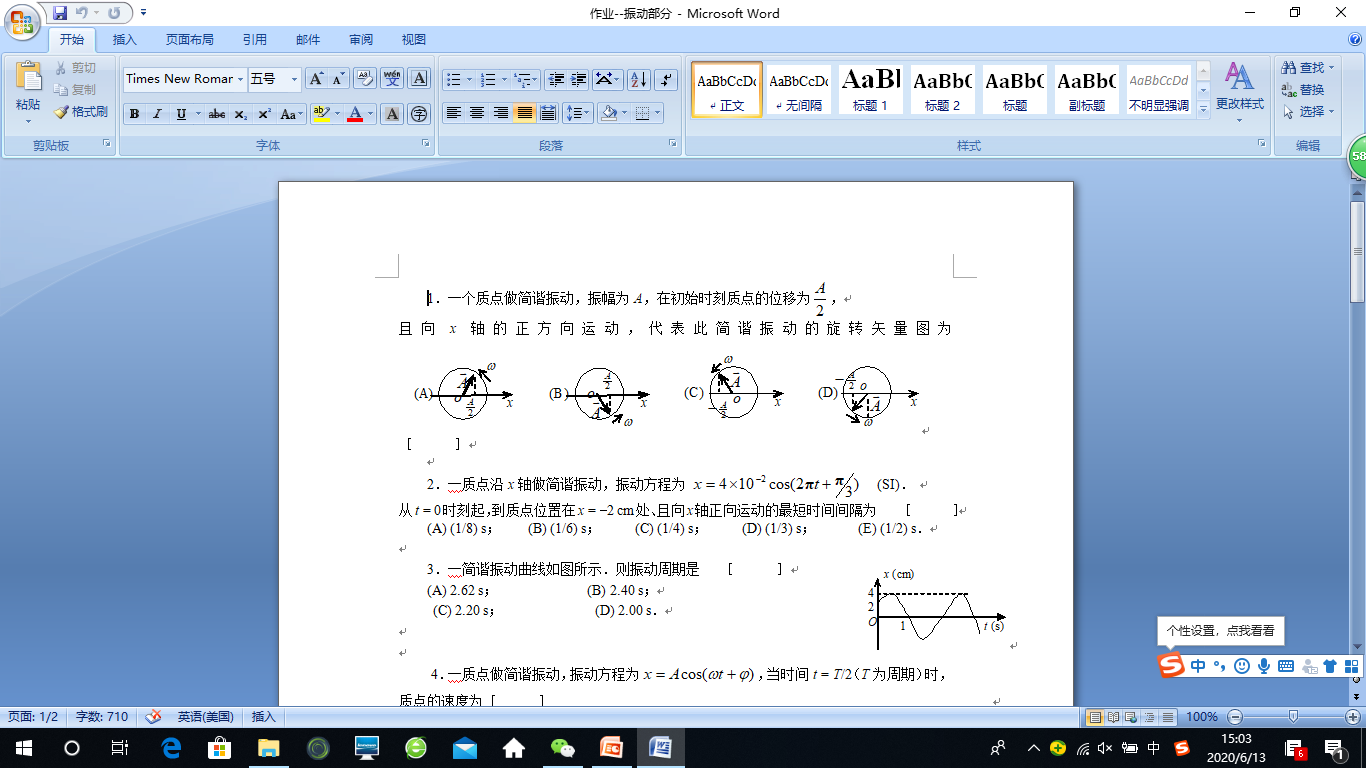 作业--振动部分 - Microsoft Word
开始 插入 页面布局 引用 邮件 审阅 视图
粘贴 剪切 复制 格式刷
Times New Romar 五号
AaBbCcDc AaBbCcDc AaBl AaBbC AaBbC AaBbC AaBbCcDd
正文 无间隔 标题 1 标题 2 标题 副标题 不明显强调
更改样式
查找 替换 选择
剪贴板 字体 段落 样式 编辑
58
1．一个质点做简谐振动，振幅为 A，在初始时刻质点的位移为 A/2，
且向 x 轴的正方向运动，代表此简谐振动的旋转矢量图为
(A) ω A o A/2 x (B) A/2 o A ω x (C) ω A −A/2 o x (D) −A/2 o A ω x
[ ]
2．一质点沿 x 轴做简谐振动，振动方程为 x = 4×10⁻² cos(2πt + π/3) (SI)．
从 t = 0 时刻起，到质点位置在 x = −2 cm 处、且向 x 轴正向运动的最短时间间隔为 [ ]
(A) (1/8) s； (B) (1/6) s； (C) (1/4) s； (D) (1/3) s； (E) (1/2) s．
3．一简谐振动曲线如图所示．则振动周期是 [ ]
(A) 2.62 s； (B) 2.40 s；
(C) 2.20 s； (D) 2.00 s．
x (cm)
4
2
O 1 t (s)
4．一质点做简谐振动，振动方程为 x = A cos(ωt + φ)，当时间 t = T/2（T 为周期）时，
质点的速度为 [ ]
个性设置，点我看看
中
页面: 1/2 字数: 710 英语(美国) 插入 100%
中
15:03
2020/6/13
6
1